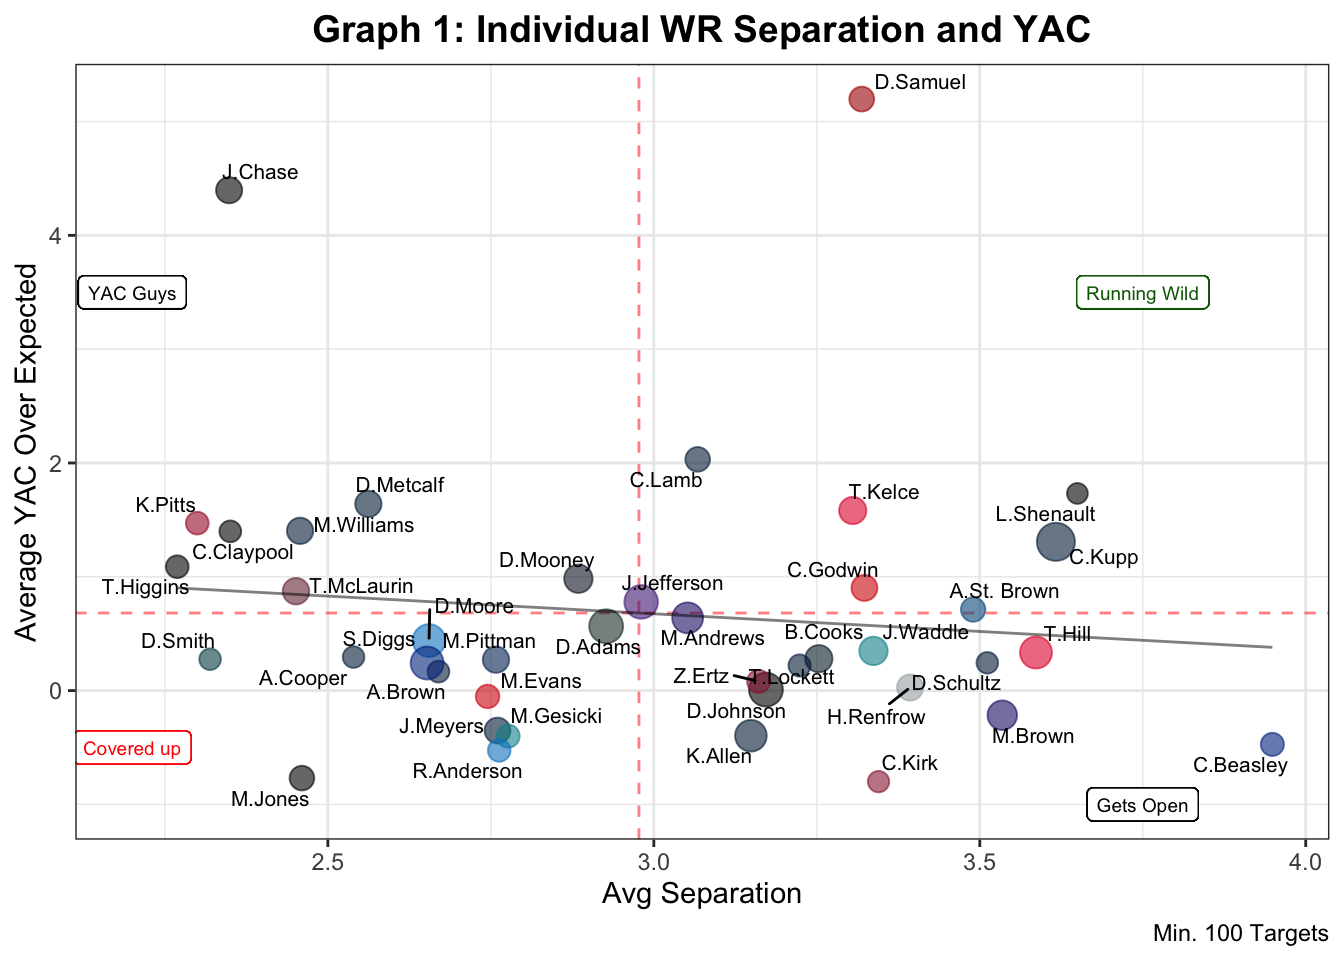 Graph 1: Individual WR Separation and YAC
D.Samuel
J.Chase
4
YAC Guys
Running Wild
Average YAC Over Expected
2
C.Lamb
D.Metcalf
T.Kelce
K.Pitts
L.Shenault
M.Williams
C.Claypool
C.Kupp
D.Mooney
C.Godwin
J.Jefferson
T.Higgins
T.McLaurin
A.St. Brown
D.Moore
D.Smith
S.Diggs
M.Pittman
D.Adams
M.Andrews
B.Cooks
J.Waddle
T.Hill
A.Cooper
A.Brown
M.Evans
Z.Ertz
T.Lockett
D.Schultz
0
J.Meyers
M.Gesicki
D.Johnson
H.Renfrow
M.Brown
Covered up
R.Anderson
K.Allen
C.Kirk
C.Beasley
M.Jones
Gets Open
2.5
3.0
3.5
4.0
Avg Separation
Min. 100 Targets